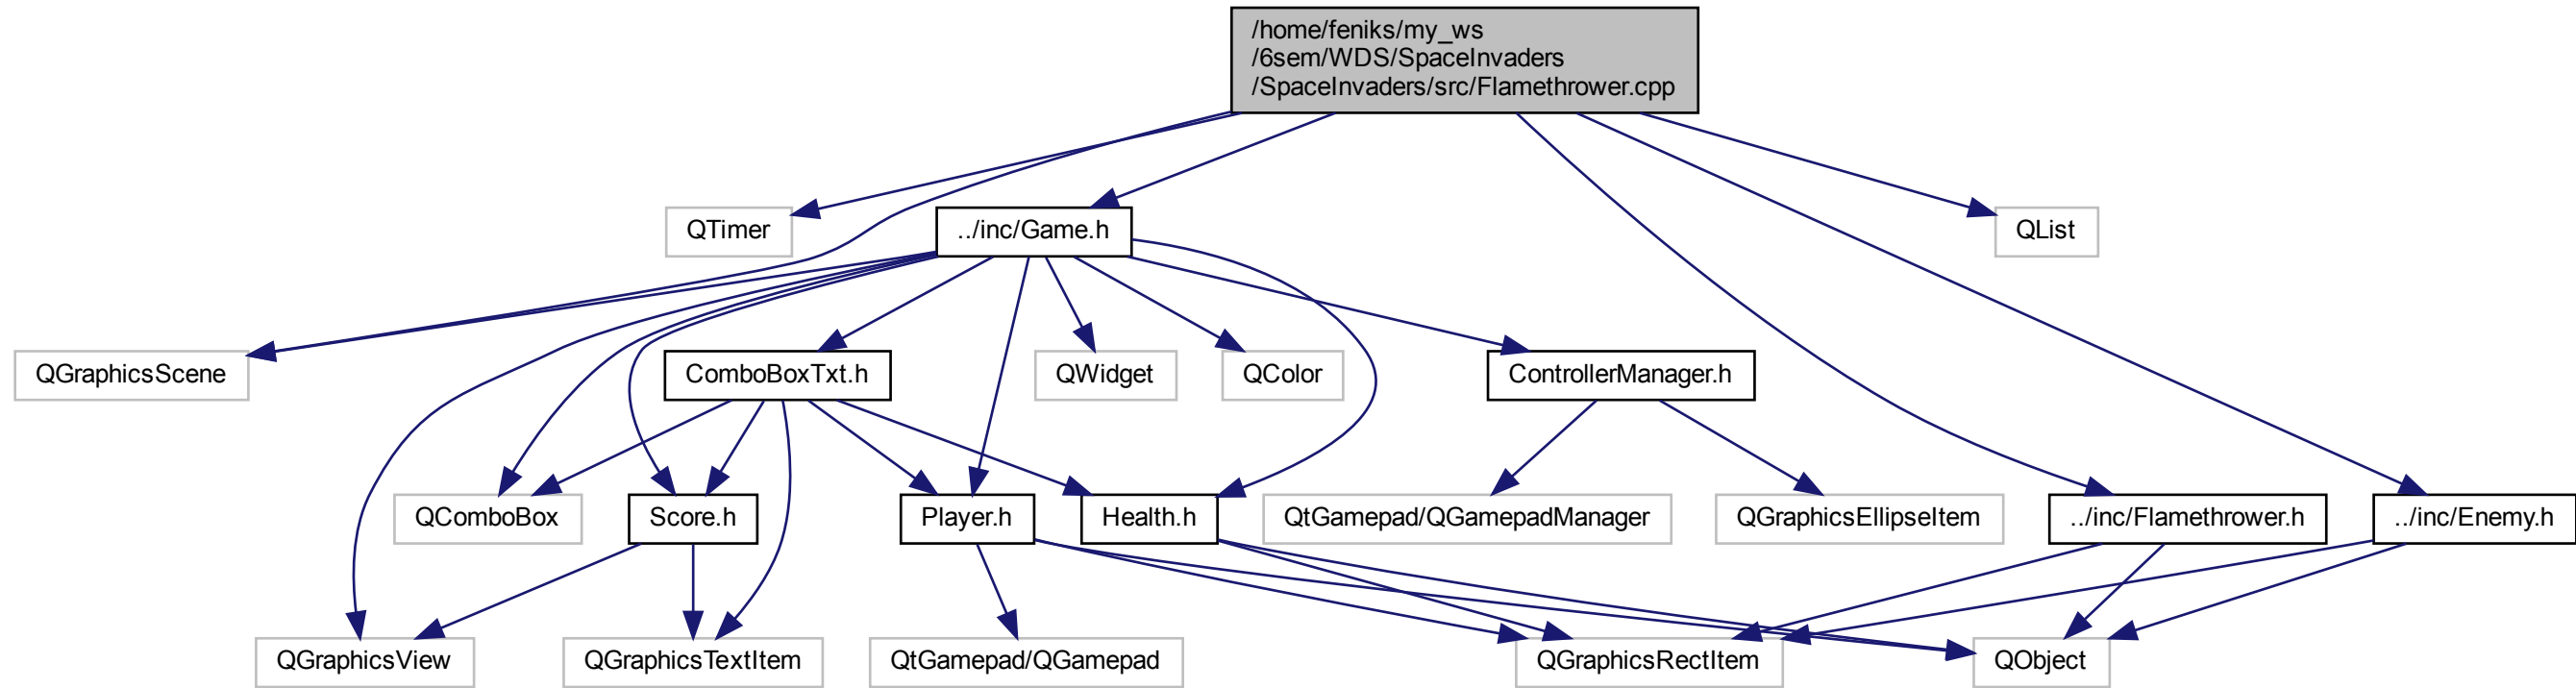 /home/feniks/my_ws
/6sem/WDS/SpaceInvaders
/SpaceInvaders/src/Flamethrower.cpp
QTimer
../inc/Game.h
QList
QGraphicsScene
ComboBoxTxt.h
QWidget
QColor
ControllerManager.h
QComboBox
Score.h
Player.h
Health.h
QtGamepad/QGamepadManager
QGraphicsEllipseItem
../inc/Flamethrower.h
../inc/Enemy.h
QGraphicsView
QGraphicsTextItem
QtGamepad/QGamepad
QGraphicsRectItem
QObject